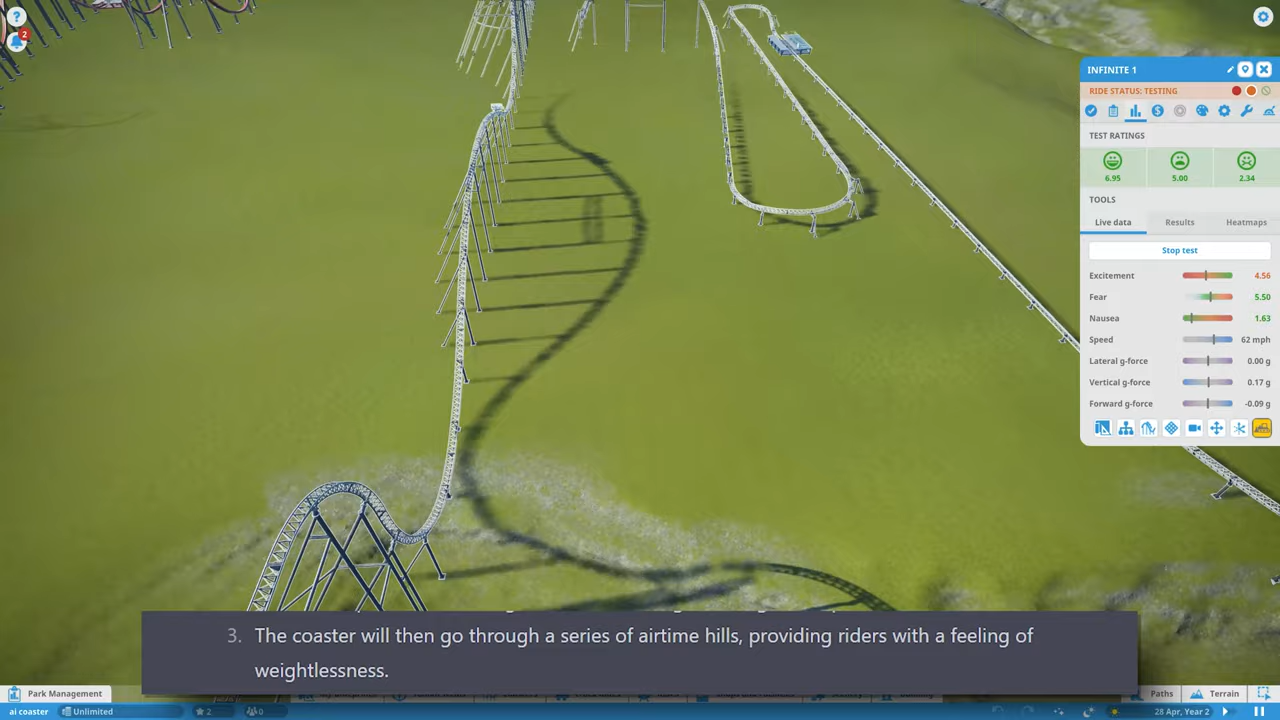 ?
2
INFINITE 1
RIDE STATUS: TESTING
TEST RATINGS
6.95 5.00 2.34
TOOLS
Live data Results Heatmaps
Stop test
Excitement 4.56
Fear 5.50
Nausea 1.63
Speed 62 mph
Lateral g-force 0.00 g
Vertical g-force 0.17 g
Forward g-force -0.09 g
3. The coaster will then go through a series of airtime hills, providing riders with a feeling of
weightlessness.
Park Management
Paths Terrain
ai coaster Unlimited 2 0 28 Apr, Year 2